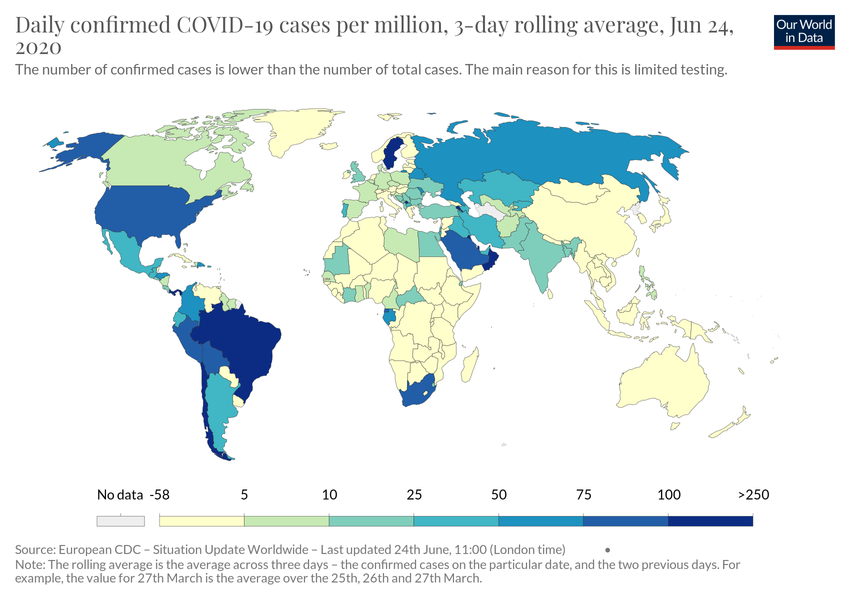 Daily confirmed COVID-19 cases per million, 3-day rolling average, Jun 24,
2020
Our World
in Data
The number of confirmed cases is lower than the number of total cases. The main reason for this is limited testing.
No data -58 5 10 25 50 75 100 >250
Source: European CDC – Situation Update Worldwide – Last updated 24th June, 11:00 (London time) •
Note: The rolling average is the average across three days – the confirmed cases on the particular date, and the two previous days. For
example, the value for 27th March is the average over the 25th, 26th and 27th March.